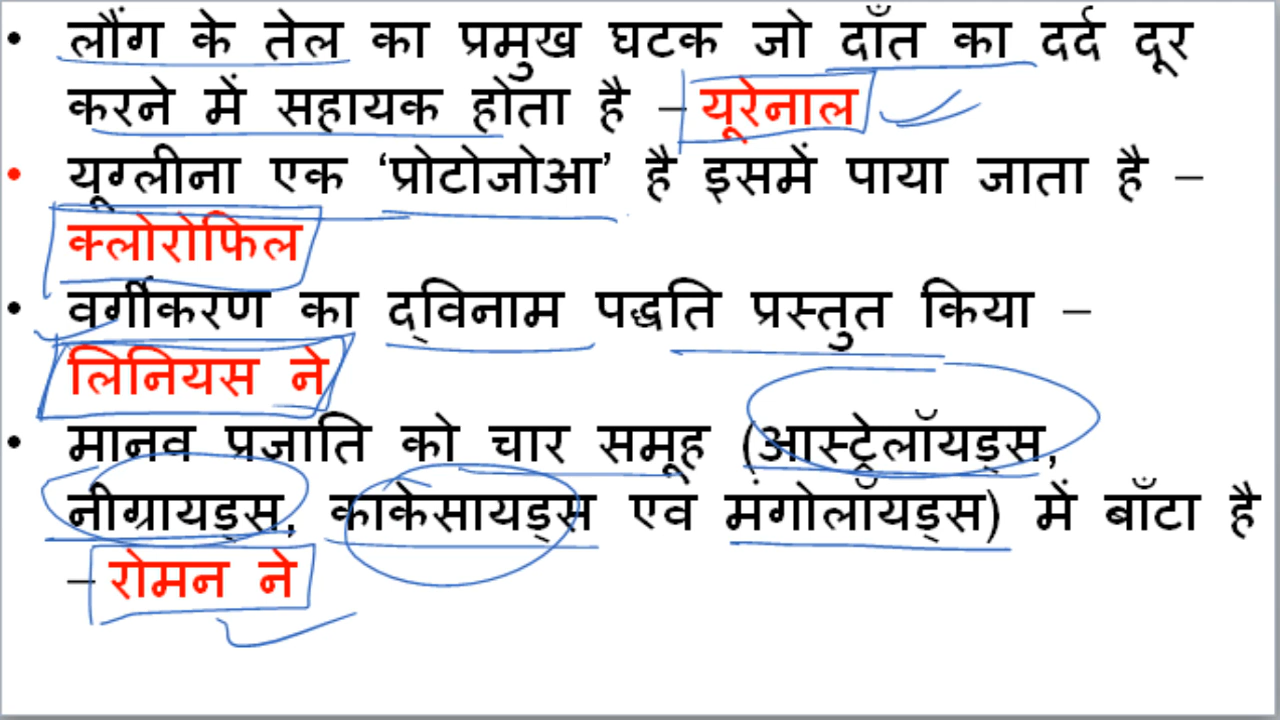 • लौंग के तेल का प्रमुख घटक जो दाँत का दर्द दूर
करने में सहायक होता है – यूरेनाल
• यूग्लीना एक ‘प्रोटोजोआ’ है इसमें पाया जाता है –
क्लोरोफिल
• वर्गीकरण का द्विनाम पद्धति प्रस्तुत किया –
लिनियस ने
• मानव प्रजाति को चार समूह (आस्ट्रेलॉयड्स,
नीग्रायड्स, काकेसायड्स एवं मंगोलॉयड्स) में बाँटा है
– रोमन ने